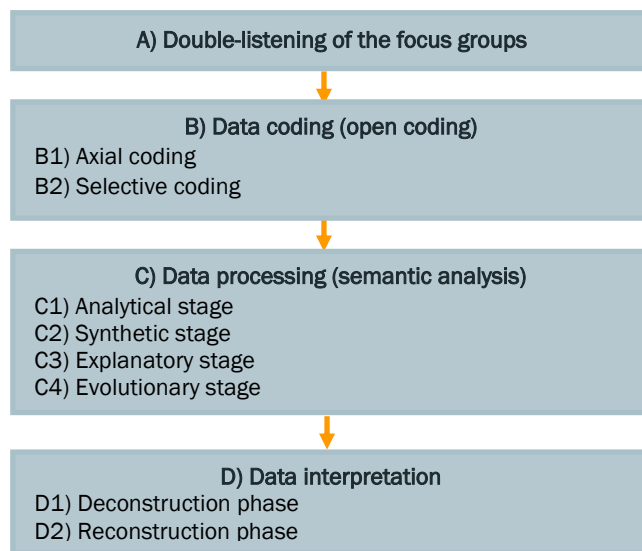 A) Double-listening of the focus groups
B) Data coding (open coding)
B1) Axial coding
B2) Selective coding
C) Data processing (semantic analysis)
C1) Analytical stage
C2) Synthetic stage
C3) Explanatory stage
C4) Evolutionary stage
D) Data interpretation
D1) Deconstruction phase
D2) Reconstruction phase